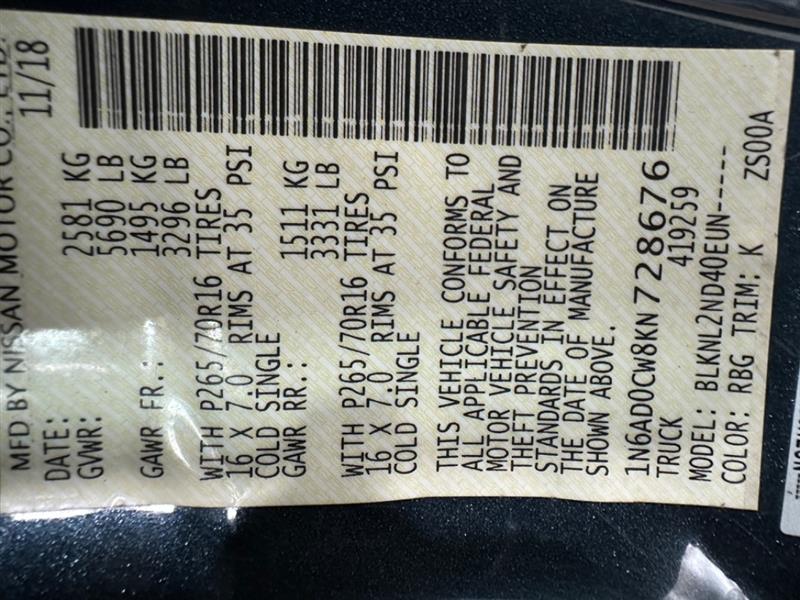 MFD BY NISSAN MOTOR CO., LTD.
DATE: 11/18
GVWR: 2581 KG
5690 LB
GAWR FR.: 1495 KG
3296 LB
WITH P265/70R16 TIRES
16 X 7.0 RIMS AT 35 PSI
COLD SINGLE
GAWR RR.: 1511 KG
3331 LB
WITH P265/70R16 TIRES
16 X 7.0 RIMS AT 35 PSI
COLD SINGLE
THIS VEHICLE CONFORMS TO
ALL APPLICABLE FEDERAL
MOTOR VEHICLE SAFETY AND
THEFT PREVENTION
STANDARDS IN EFFECT ON
THE DATE OF MANUFACTURE
SHOWN ABOVE.
1N6AD0CW8KN728676
TRUCK 419259
MODEL: BLKNL2ND40EUN-----
COLOR: RBG TRIM: K ZS00A